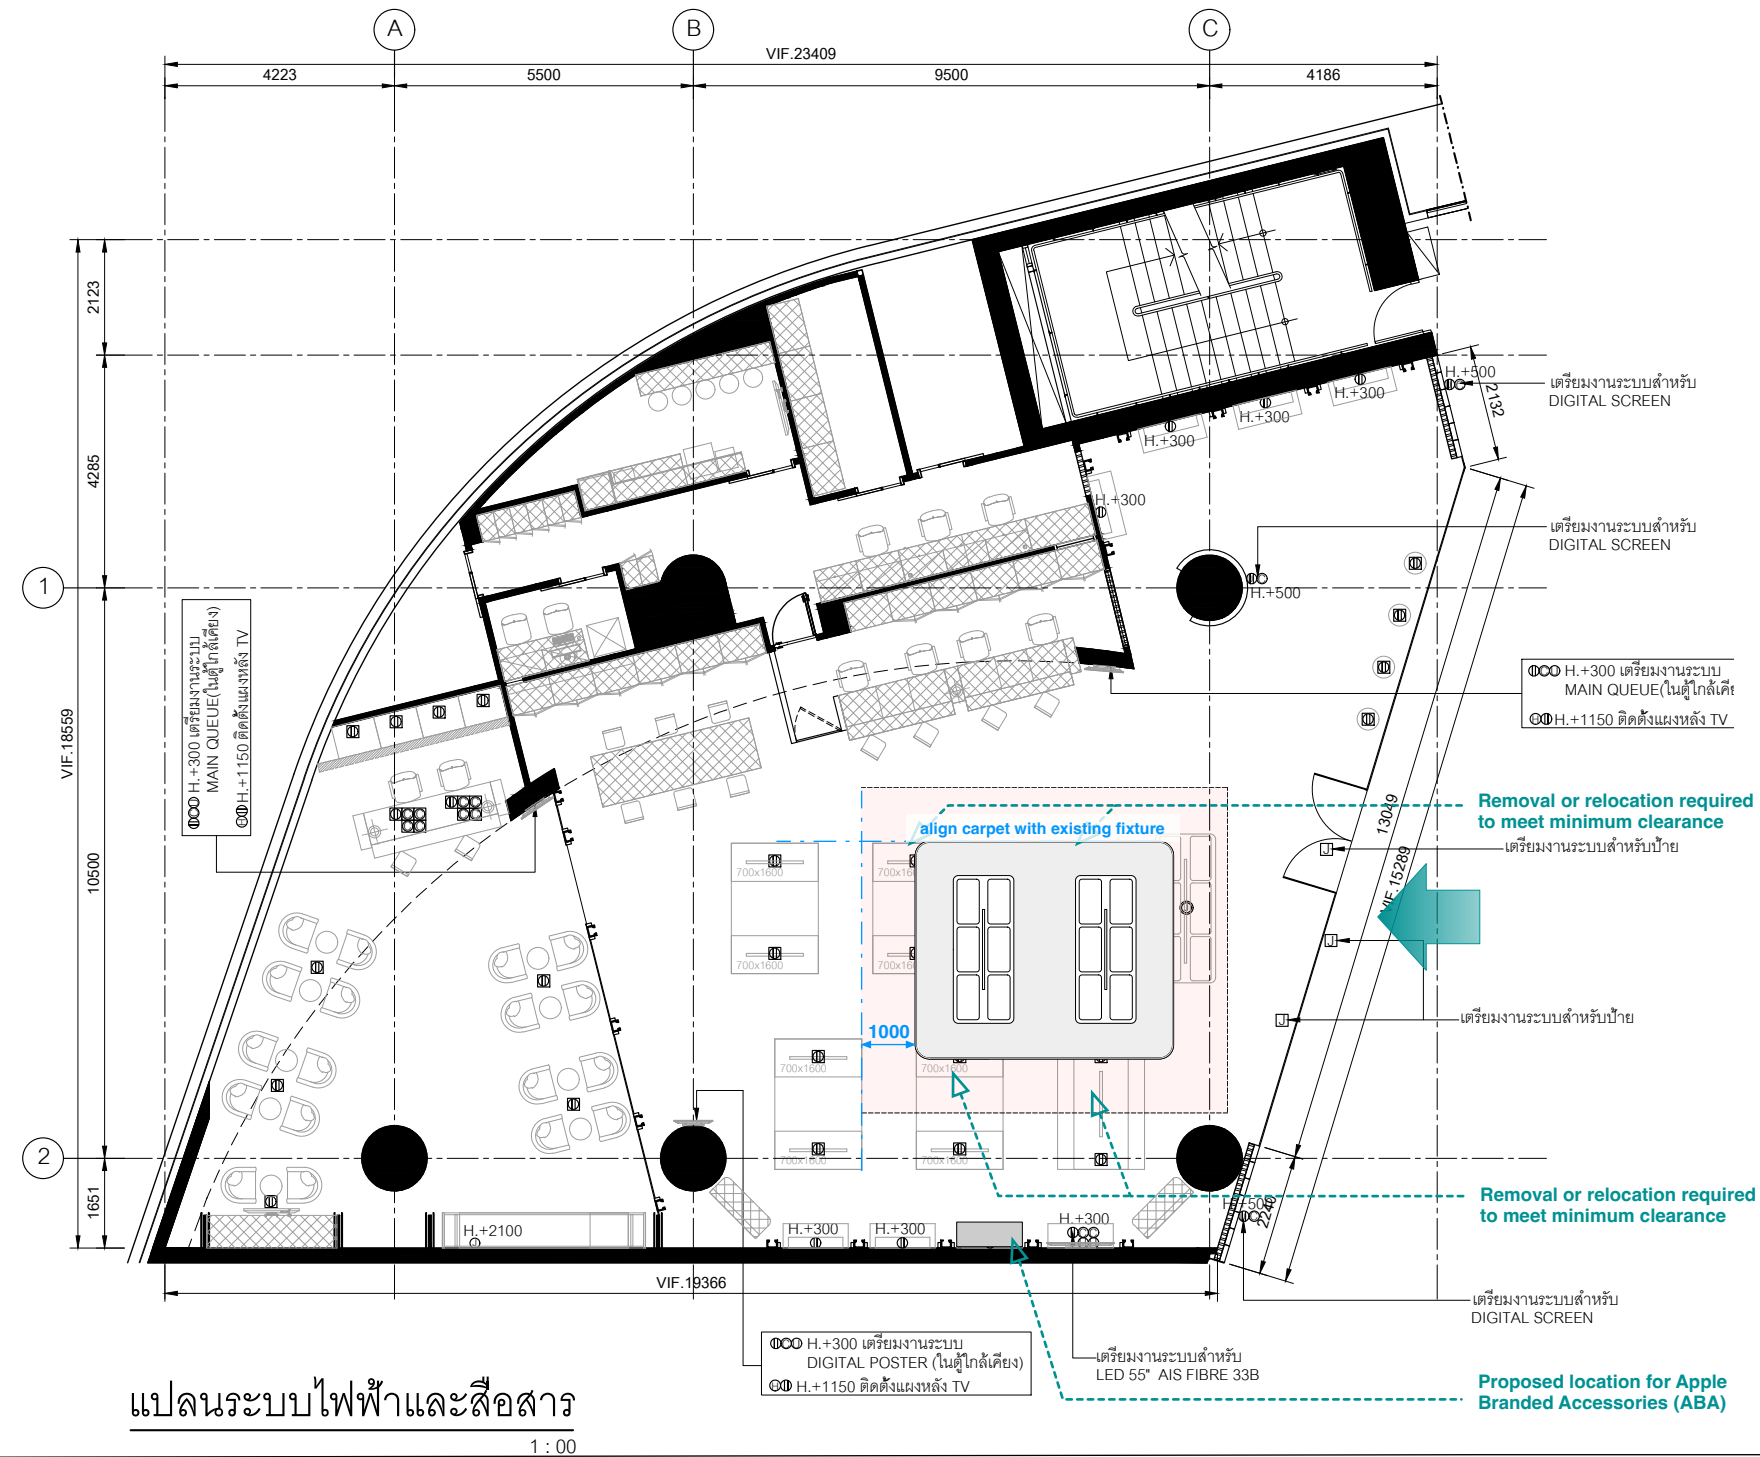 A
B
C
VIF.23409
4223
5500
9500
4186
2123
4285
VIF.18559
10500
1651
1
2
H.+500
2132
เตรียมงานระบบสำหรับ
DIGITAL SCREEN
H.+300
H.+300
H.+300
H.+300
เตรียมงานระบบสำหรับ
DIGITAL SCREEN
H.+500
H.+300 เตรียมงานระบบ
MAIN QUEUE(ในตู้ใกล้เคียง)
H.+1150 ติดตั้งแผงหลัง TV
H.+300 เตรียมงานระบบ
MAIN QUEUE(ในตู้ใกล้เคี
H.+1150 ติดตั้งแผงหลัง TV
Removal or relocation required
to meet minimum clearance
เตรียมงานระบบสำหรับป้าย
align carpet with existing fixture
13049
VIF.15289
700x1600
700x1600
700x16
J
J
J
J
เตรียมงานระบบสำหรับป้าย
1000
700x1600
700x1600
700x1600
700x1600
Removal or relocation required
to meet minimum clearance
H.+2100
J
H.+300
H.+300
H.+300
H.+500
2240
VIF.19366
เตรียมงานระบบสำหรับ
DIGITAL SCREEN
H.+300 เตรียมงานระบบ
DIGITAL POSTER (ในตู้ใกล้เคียง)
H.+1150 ติดตั้งแผงหลัง TV
เตรียมงานระบบสำหรับ
LED 55" AIS FIBRE 33B
Proposed location for Apple
Branded Accessories (ABA)
แปลนระบบไฟฟ้าและสื่อสาร
1 : 00